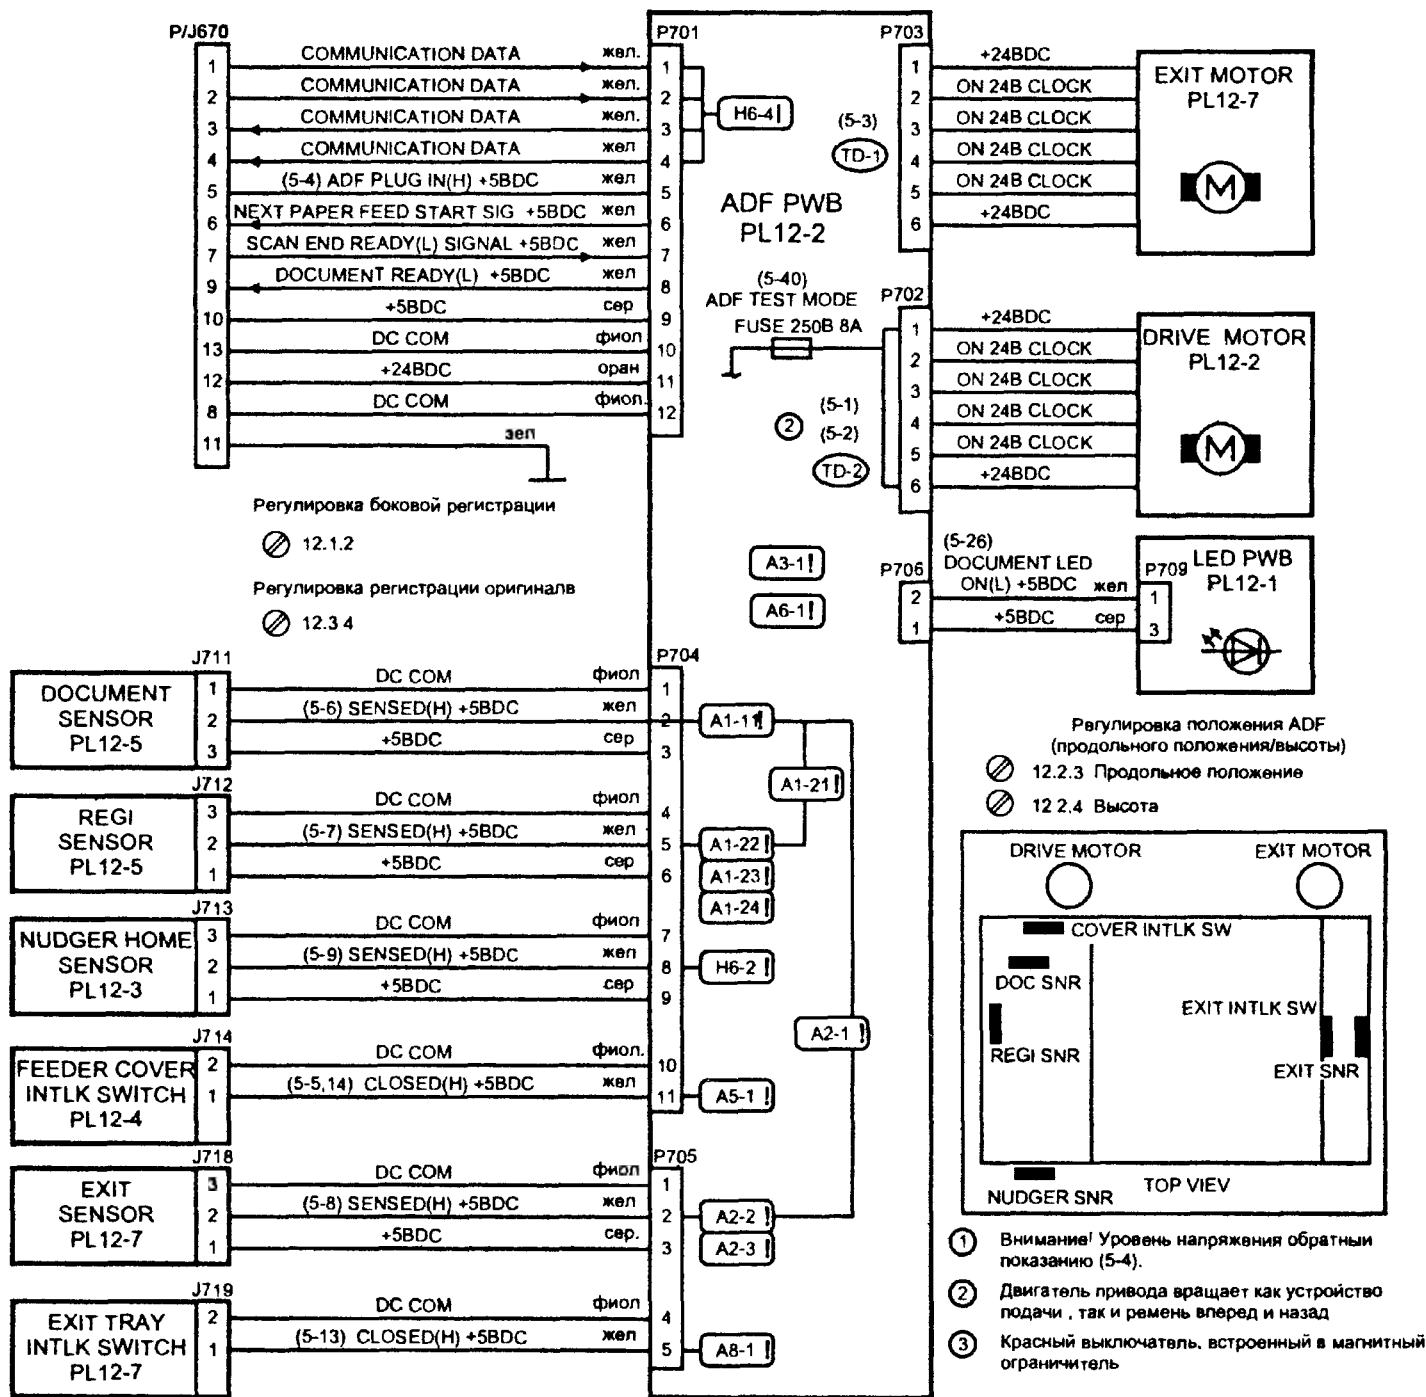 P/J670
P701
P703
1 COMMUNICATION DATA жел. 1
2 COMMUNICATION DATA жел. 2
3 COMMUNICATION DATA жел. 3
4 COMMUNICATION DATA жел 4
5 (5-4) ADF PLUG IN(H) +5BDC жел 5
6 NEXT PAPER FEED START SIG +5BDC жел 6
7 SCAN END READY(L) SIGNAL +5BDC жел 7
9 DOCUMENT READY(L) +5BDC жел 8
10 +5BDC сер 9
13 DC COM фиол 10
12 +24BDC оран 11
8 DC COM фиол. 12
11 зел
H6-4!
(5-3)
TD-1
ADF PWB
PL12-2
(5-40)
ADF TEST MODE
FUSE 250B 8A
2
(5-1)
(5-2)
TD-2
1 +24BDC
2 ON 24B CLOCK
3 ON 24B CLOCK
4 ON 24B CLOCK
5 ON 24B CLOCK
6 +24BDC
EXIT MOTOR
PL12-7
M
P702
1 +24BDC
2 ON 24B CLOCK
3 ON 24B CLOCK
4 ON 24B CLOCK
5 ON 24B CLOCK
6 +24BDC
DRIVE MOTOR
PL12-2
M
Регулировка боковой регистрации
12.1.2
Регулировка регистрации оригиналв
12.3 4
A3-1!
A6-1!
P706
(5-26)
DOCUMENT LED
2 ON(L) +5BDC жел 1
1 +5BDC сер 3
P709
LED PWB
PL12-1
J711
P704
DOCUMENT
SENSOR
PL12-5
1 DC COM фиол 1
2 (5-6) SENSED(H) +5BDC жел 2
3 +5BDC сер 3
A1-11!
A1-21!
J712
REGI
SENSOR
PL12-5
3 DC COM фиол 4
2 (5-7) SENSED(H) +5BDC жел 5
1 +5BDC сер 6
A1-22!
A1-23!
A1-24!
J713
NUDGER HOME
SENSOR
PL12-3
3 DC COM фиол 7
2 (5-9) SENSED(H) +5BDC жел 8
1 +5BDC сер 9
H6-2 !
A2-1 !
J714
FEEDER COVER
INTLK SWITCH
PL12-4
2 DC COM фиол. 10
1 (5-5,14) CLOSED(H) +5BDC жел 11
A5-1 !
J718
P705
EXIT
SENSOR
PL12-7
3 DC COM фиол 1
2 (5-8) SENSED(H) +5BDC жел 2
1 +5BDC сер. 3
A2-2 !
A2-3 !
J719
EXIT TRAY
INTLK SWITCH
PL12-7
2 DC COM фиол 4
1 (5-13) CLOSED(H) +5BDC жел 5
A8-1 !
Регулировка положения ADF
(продольного положения/высоты)
12.2.3 Продольное положение
12 2.4 Высота
DRIVE MOTOR
EXIT MOTOR
COVER INTLK SW
DOC SNR
EXIT INTLK SW
REGI SNR
EXIT SNR
NUDGER SNR
TOP VIEV
1 Внимание! Уровень напряжения обратныи
показанию (5-4).
2 Двигатель привода вращает как устройство
подачи , так и ремень вперед и назад
3 Красный выключатель. встроенный в магнитный
ограничитель